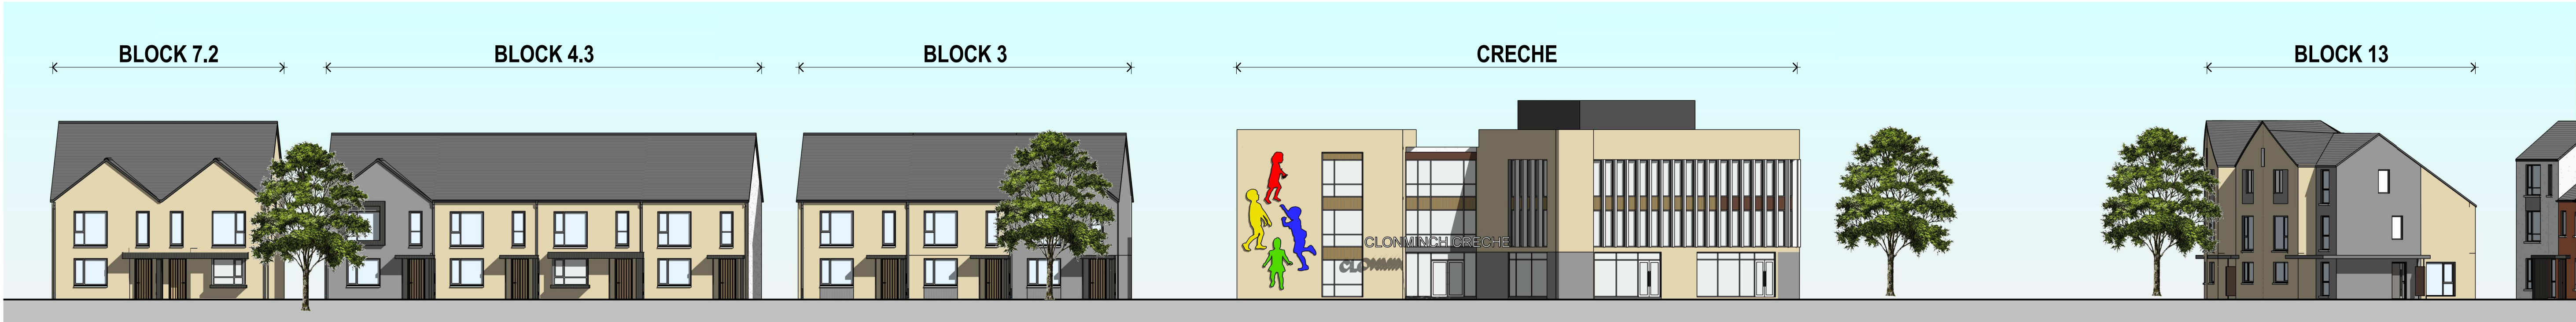 BLOCK 7.2
BLOCK 4.3
BLOCK 3
CRECHE
BLOCK 13
CLONMINCH CRECHE